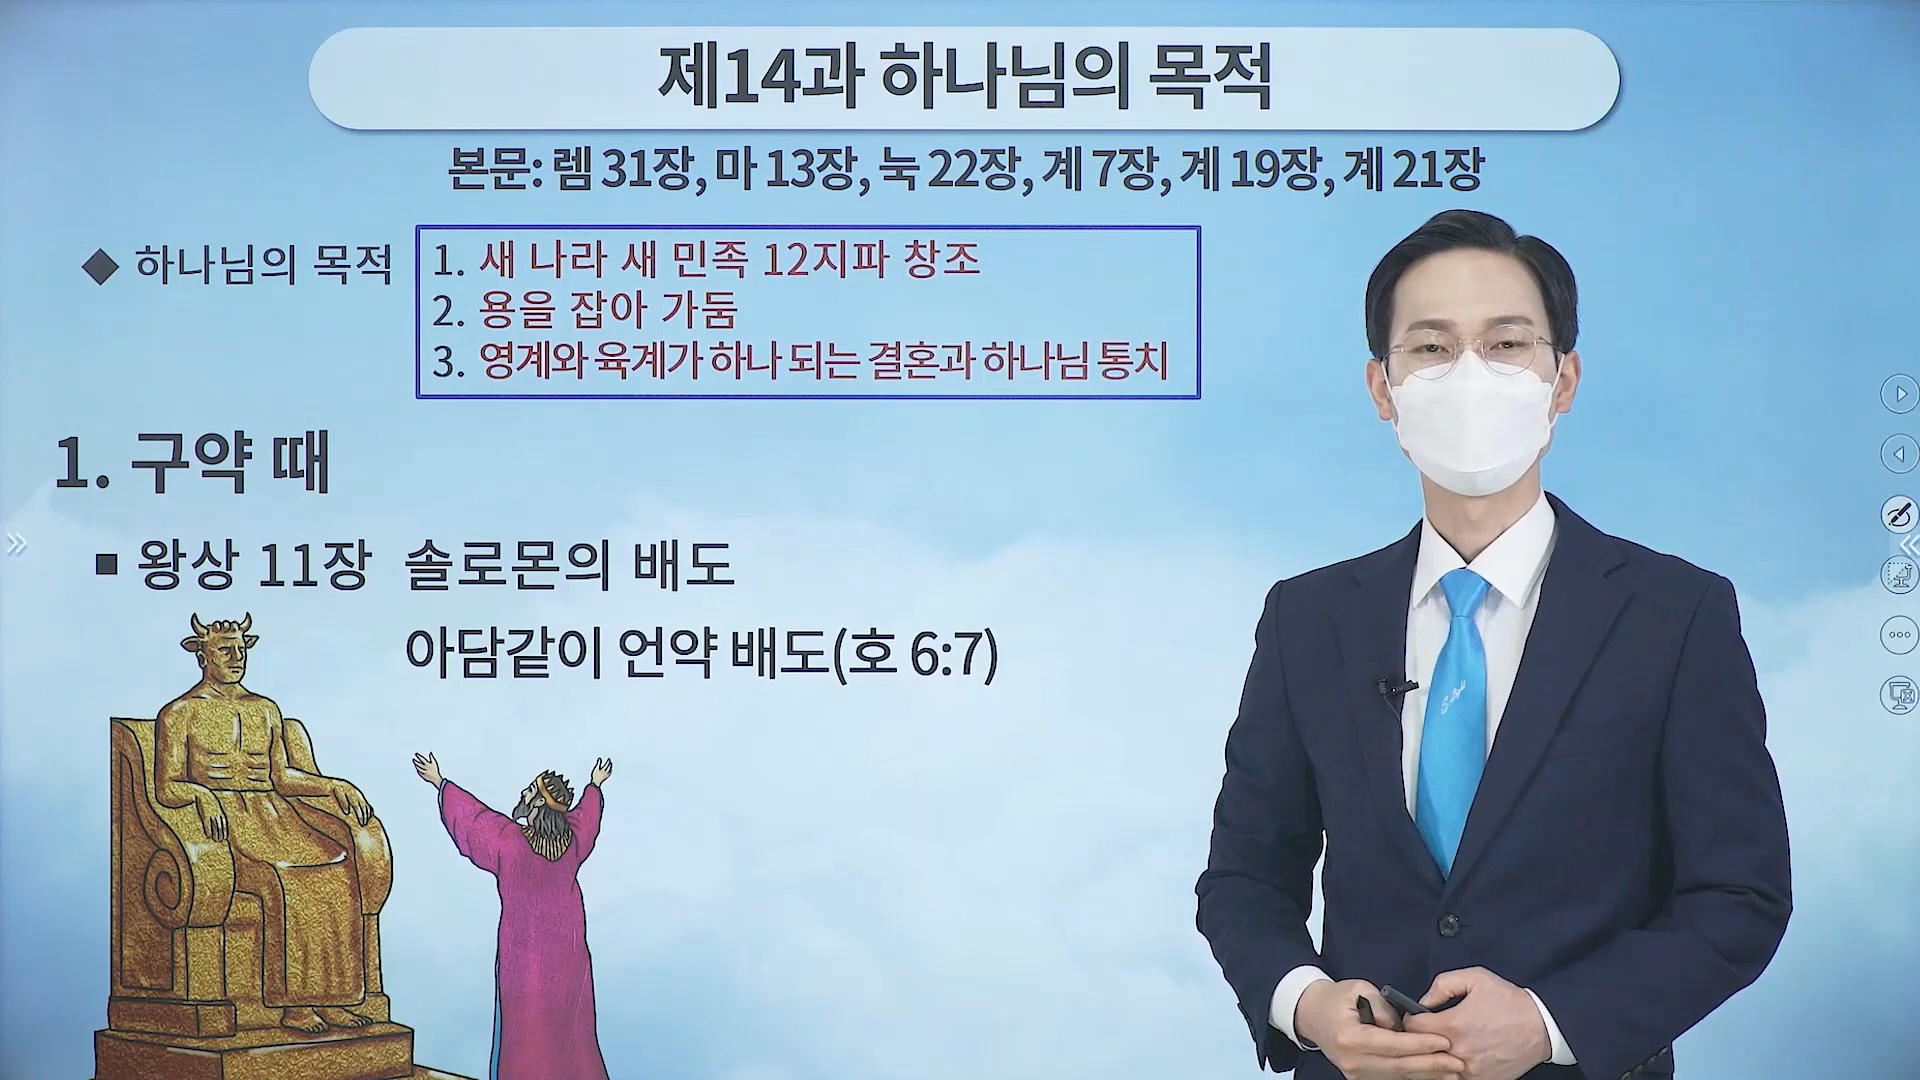 제14과 하나님의 목적
본문: 렘 31장, 마 13장, 눅 22장, 계 7장, 계 19장, 계 21장
◆ 하나님의 목적
1. 새 나라 새 민족 12지파 창조
2. 용을 잡아 가둠
3. 영계와 육계가 하나 되는 결혼과 하나님 통치
1. 구약 때
▪ 왕상 11장 솔로몬의 배도
아담같이 언약 배도(호 6:7)